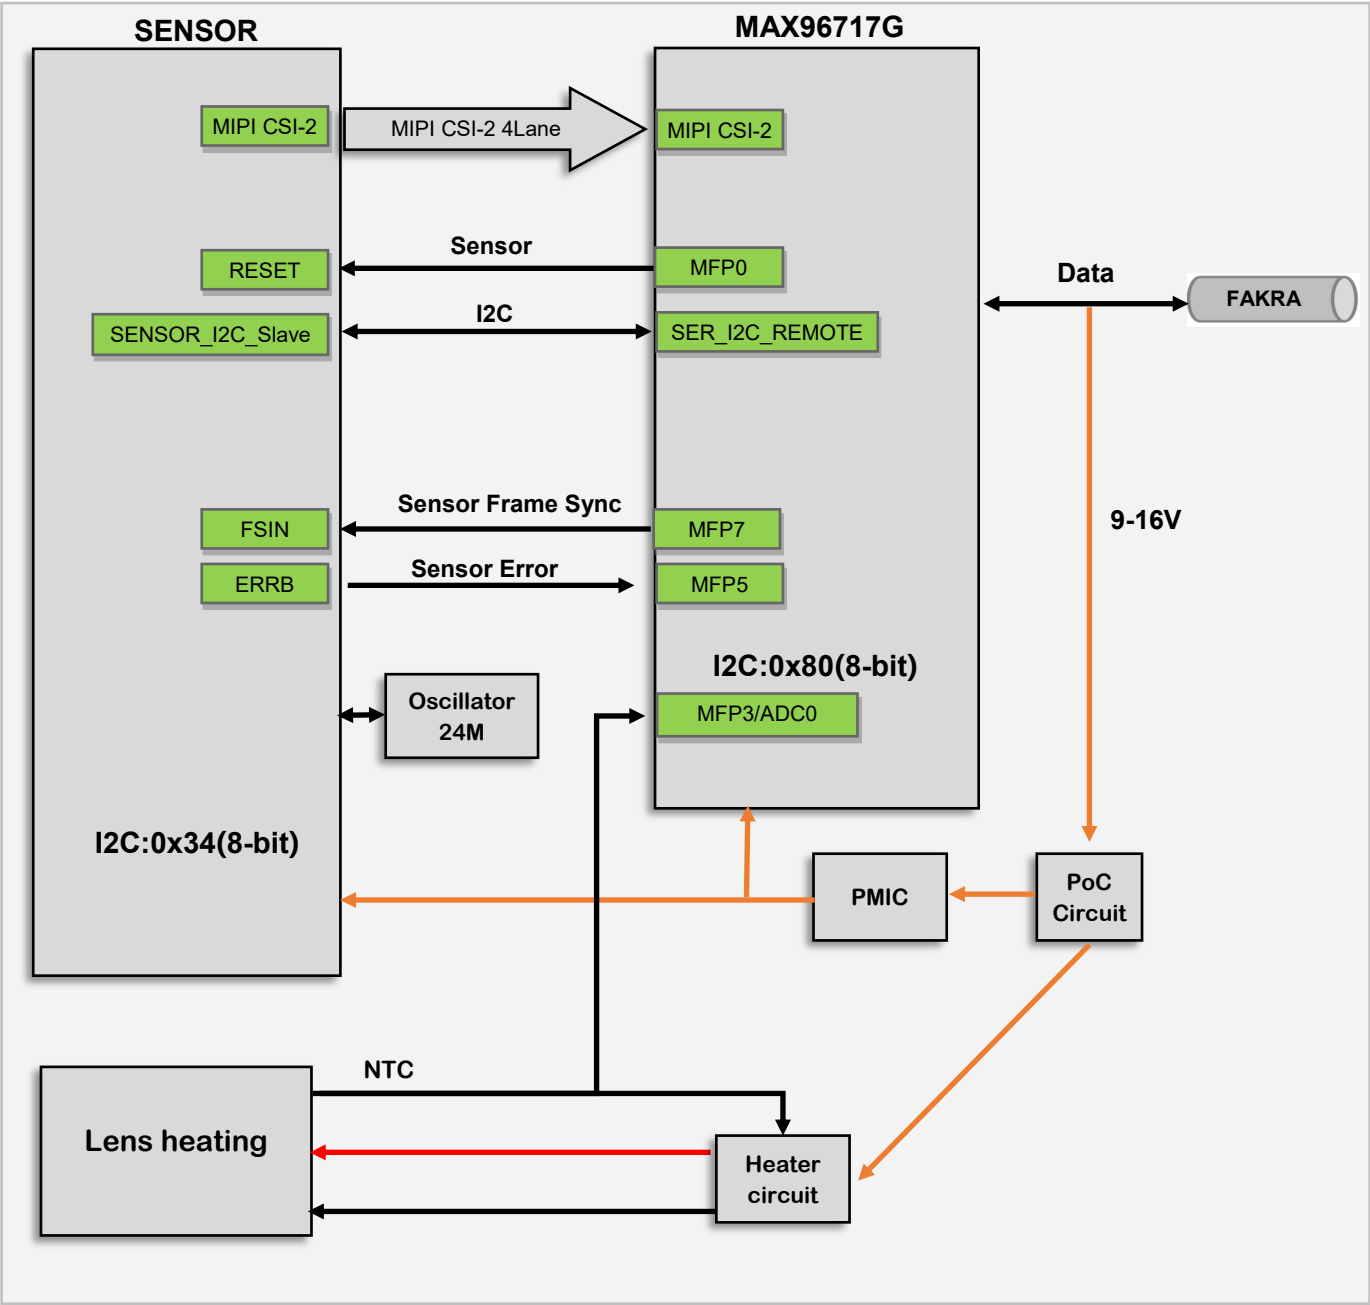 SENSOR
MAX96717G
MIPI CSI-2
MIPI CSI-2 4Lane
MIPI CSI-2
RESET
Sensor
MFP0
Data
FAKRA
SENSOR_I2C_Slave
I2C
SER_I2C_REMOTE
FSIN
Sensor Frame Sync
MFP7
9-16V
ERRB
Sensor Error
MFP5
I2C:0x80(8-bit)
Oscillator
24M
MFP3/ADC0
I2C:0x34(8-bit)
PMIC
PoC
Circuit
NTC
Lens heating
Heater
circuit